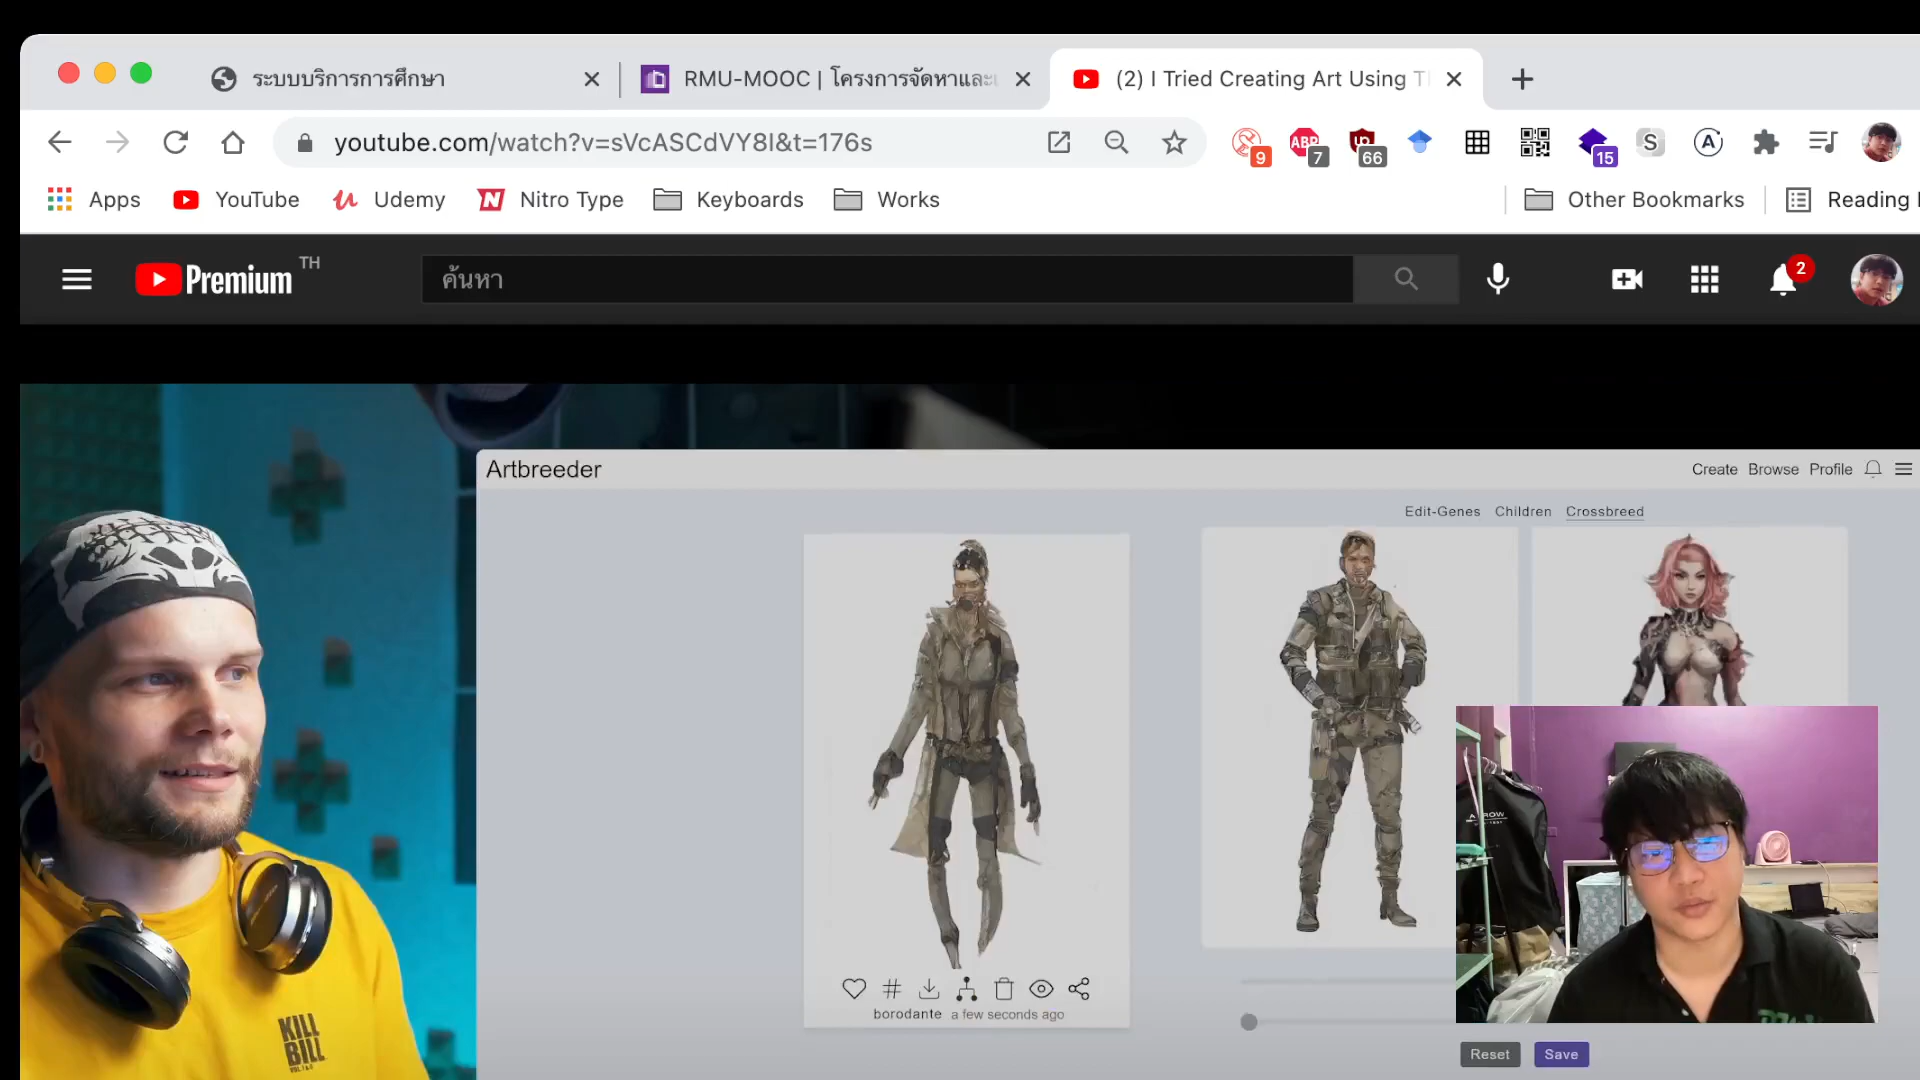 ระบบบริการการศึกษา
RMU-MOOC | โครงการจัดหาและเ
(2) I Tried Creating Art Using T
youtube.com/watch?v=sVcASCdVY8I&t=176s
9
ABP 7
66
15
S
A
Apps
YouTube
Udemy
Nitro Type
Keyboards
Works
Other Bookmarks
Reading
Premium TH
ค้นหา
2
Artbreeder
Create Browse Profile
Edit-Genes Children Crossbreed
borodante a few seconds ago
Reset Save
KILL
BILL